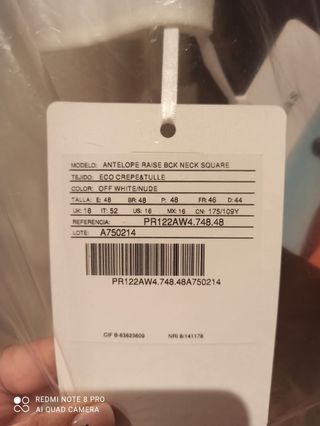 MODELO: ANTELOPE RAISE BCK NECK SQUARE
TEJIDO: ECO CREPE&TULLE
COLOR: OFF WHITE/NUDE
TALLA: E: 48 BR: 48 P: 48 FR: 46 D: 44
UK: 18 IT: 52 US: 16 MX: 16 CN: 175/109Y
REFERENCIA: PR122AW4.748.48
LOTE: A750214
PR122AW4.748.48A750214
CIF B-63623609 NRI 8/141178
REDMI NOTE 8 PRO
AI QUAD CAMERA